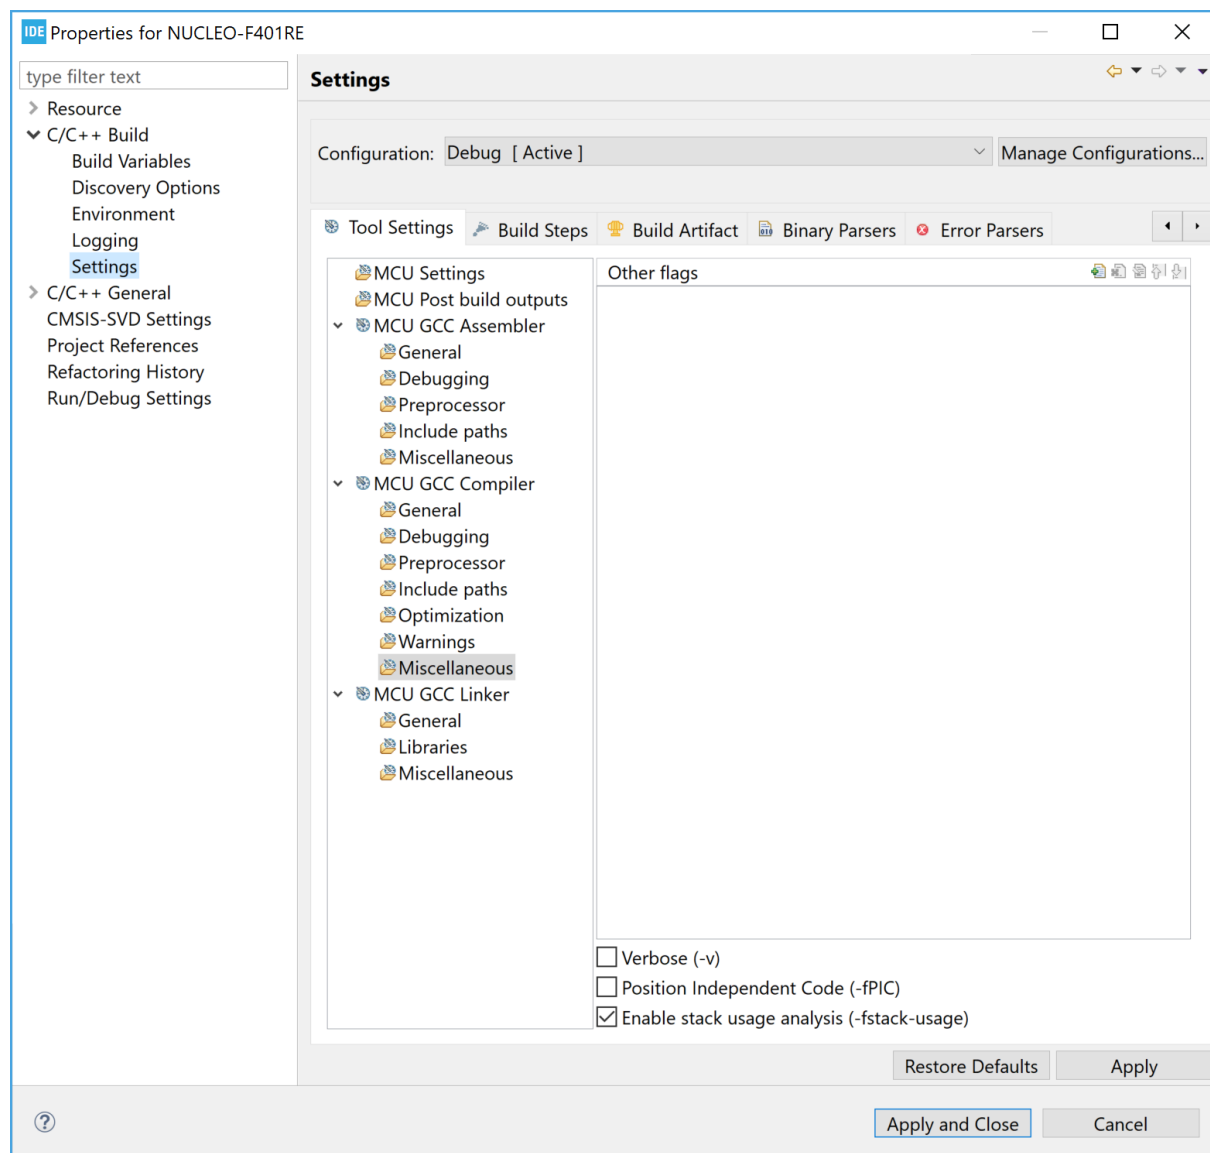 IDE Properties for NUCLEO-F401RE
type filter text
Resource
C/C++ Build
Build Variables
Discovery Options
Environment
Logging
Settings
C/C++ General
CMSIS-SVD Settings
Project References
Refactoring History
Run/Debug Settings
Settings
Configuration: Debug [ Active ] Manage Configurations...
Tool Settings Build Steps Build Artifact Binary Parsers Error Parsers
MCU Settings
MCU Post build outputs
MCU GCC Assembler
General
Debugging
Preprocessor
Include paths
Miscellaneous
MCU GCC Compiler
General
Debugging
Preprocessor
Include paths
Optimization
Warnings
Miscellaneous
MCU GCC Linker
General
Libraries
Miscellaneous
Other flags
Verbose (-v)
Position Independent Code (-fPIC)
Enable stack usage analysis (-fstack-usage)
Restore Defaults Apply
? Apply and Close Cancel